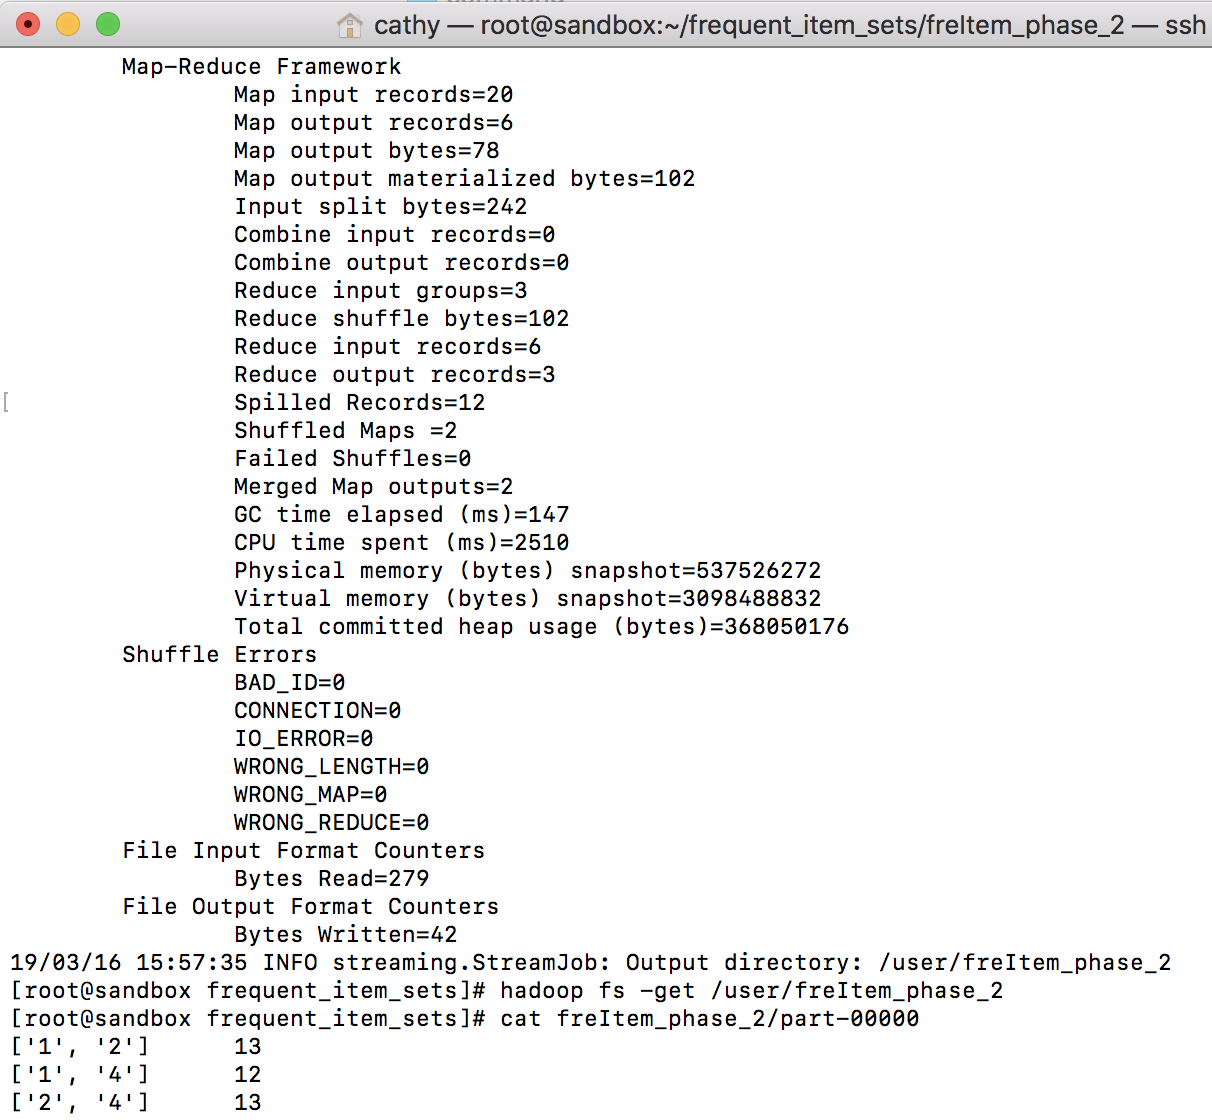 cathy — root@sandbox:~/frequent_item_sets/freItem_phase_2 — ssh
Map-Reduce Framework
Map input records=20
Map output records=6
Map output bytes=78
Map output materialized bytes=102
Input split bytes=242
Combine input records=0
Combine output records=0
Reduce input groups=3
Reduce shuffle bytes=102
Reduce input records=6
Reduce output records=3
[
Spilled Records=12
Shuffled Maps =2
Failed Shuffles=0
Merged Map outputs=2
GC time elapsed (ms)=147
CPU time spent (ms)=2510
Physical memory (bytes) snapshot=537526272
Virtual memory (bytes) snapshot=3098488832
Total committed heap usage (bytes)=368050176
Shuffle Errors
BAD_ID=0
CONNECTION=0
IO_ERROR=0
WRONG_LENGTH=0
WRONG_MAP=0
WRONG_REDUCE=0
File Input Format Counters
Bytes Read=279
File Output Format Counters
Bytes Written=42
19/03/16 15:57:35 INFO streaming.StreamJob: Output directory: /user/freItem_phase_2
[root@sandbox frequent_item_sets]# hadoop fs -get /user/freItem_phase_2
[root@sandbox frequent_item_sets]# cat freItem_phase_2/part-00000
['1', '2']      13
['1', '4']      12
['2', '4']      13